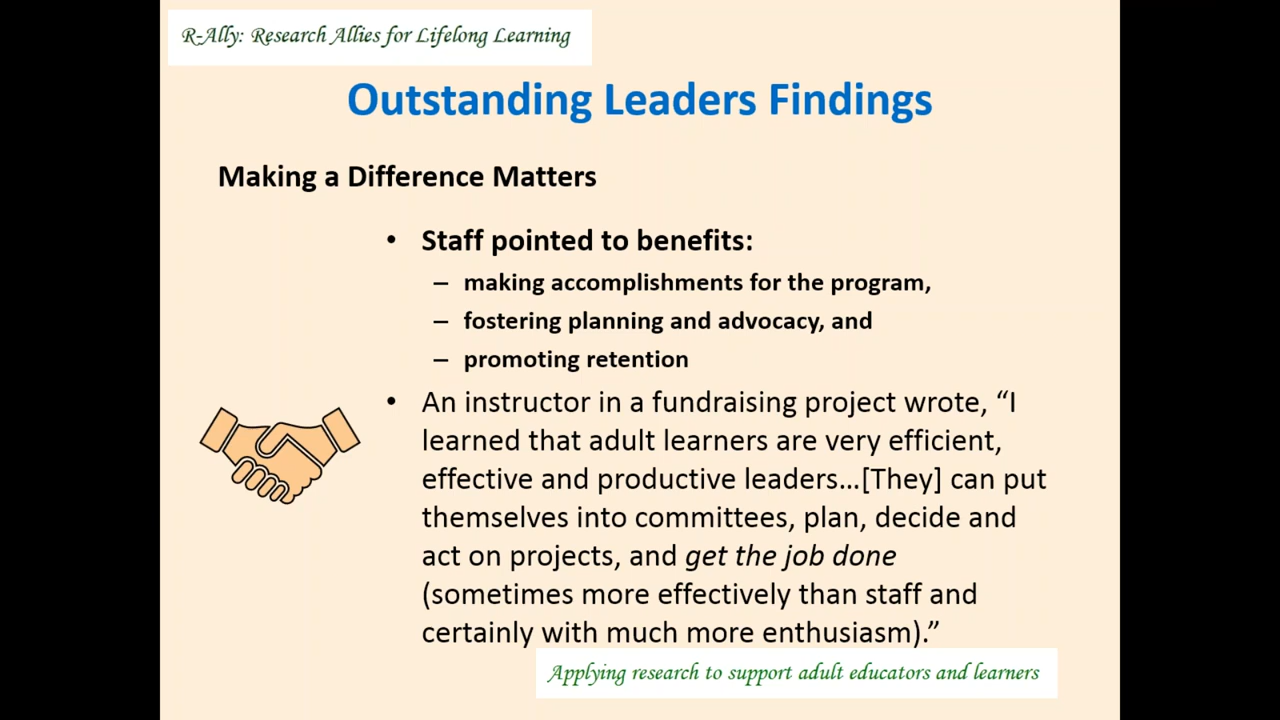 R-Ally: Research Allies for Lifelong Learning
Outstanding Leaders Findings
Making a Difference Matters
• Staff pointed to benefits:
– making accomplishments for the program,
– fostering planning and advocacy, and
– promoting retention
• An instructor in a fundraising project wrote, “I
learned that adult learners are very efficient,
effective and productive leaders…[They] can put
themselves into committees, plan, decide and
act on projects, and get the job done
(sometimes more effectively than staff and
certainly with much more enthusiasm).”
Applying research to support adult educators and learners